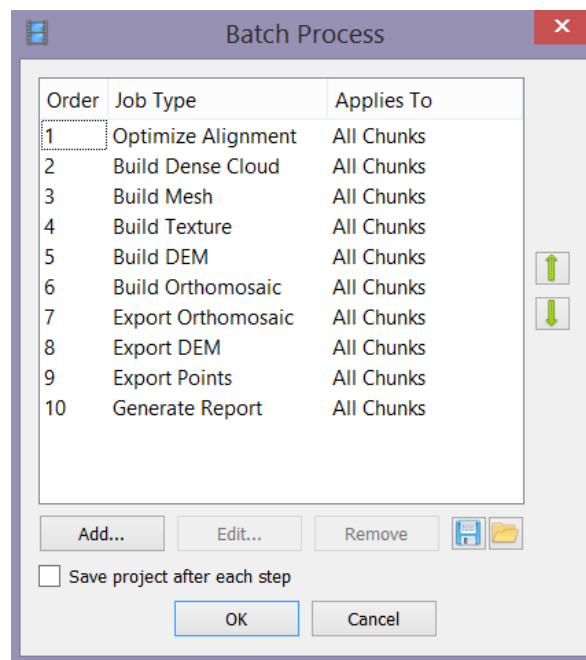 Batch Process
Order Job Type Applies To
1 Optimize Alignment All Chunks
2 Build Dense Cloud All Chunks
3 Build Mesh All Chunks
4 Build Texture All Chunks
5 Build DEM All Chunks
6 Build Orthomosaic All Chunks
7 Export Orthomosaic All Chunks
8 Export DEM All Chunks
9 Export Points All Chunks
10 Generate Report All Chunks
Add... Edit... Remove
Save project after each step
OK Cancel